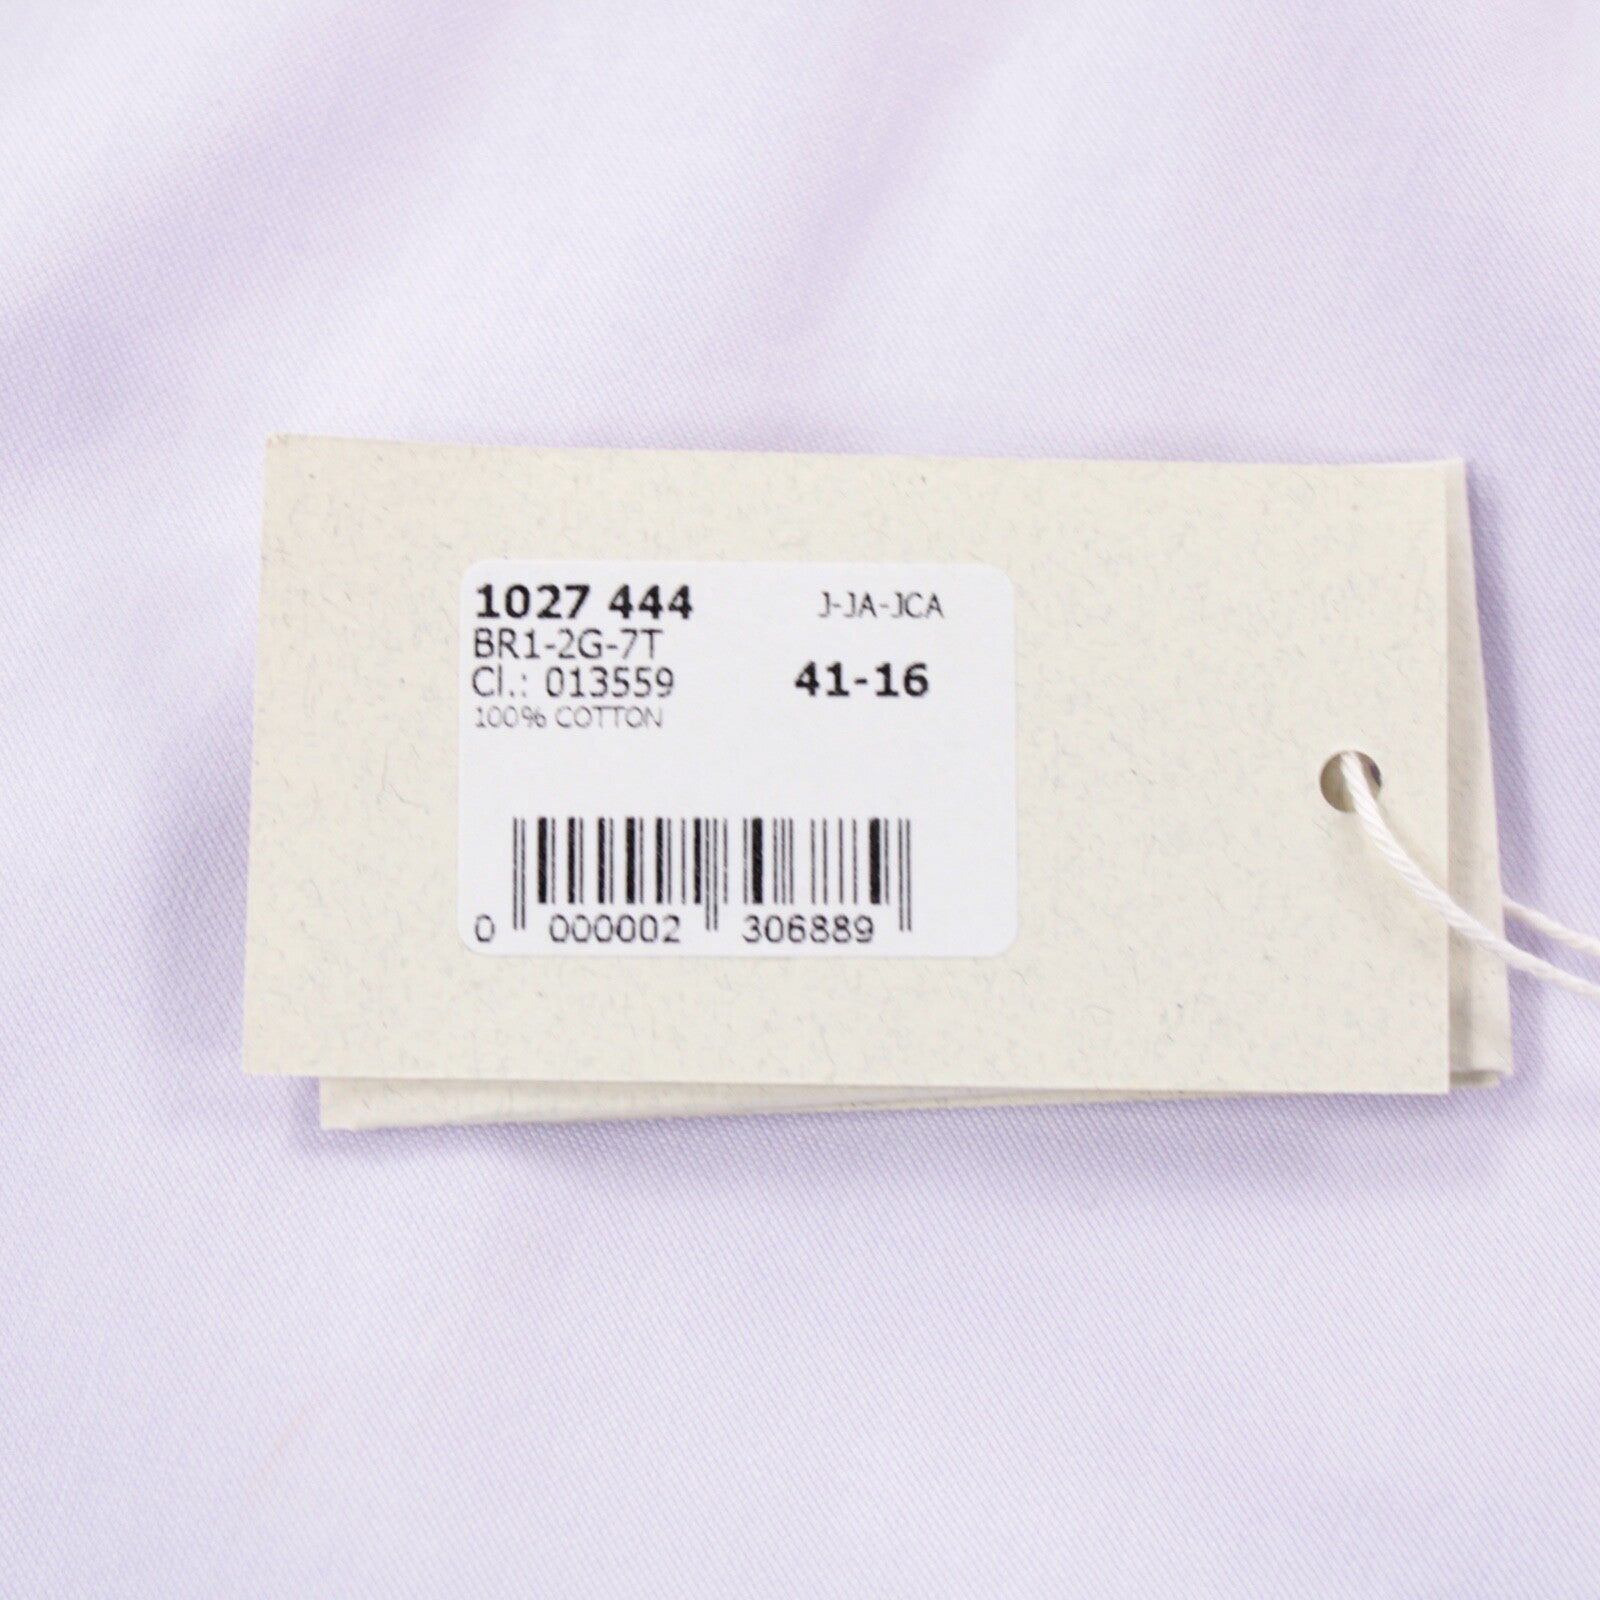 1027 444 J-JA-JCA
BR1-2G-7T
Cl.: 013559 41-16
100% COTTON
0 000002 306889